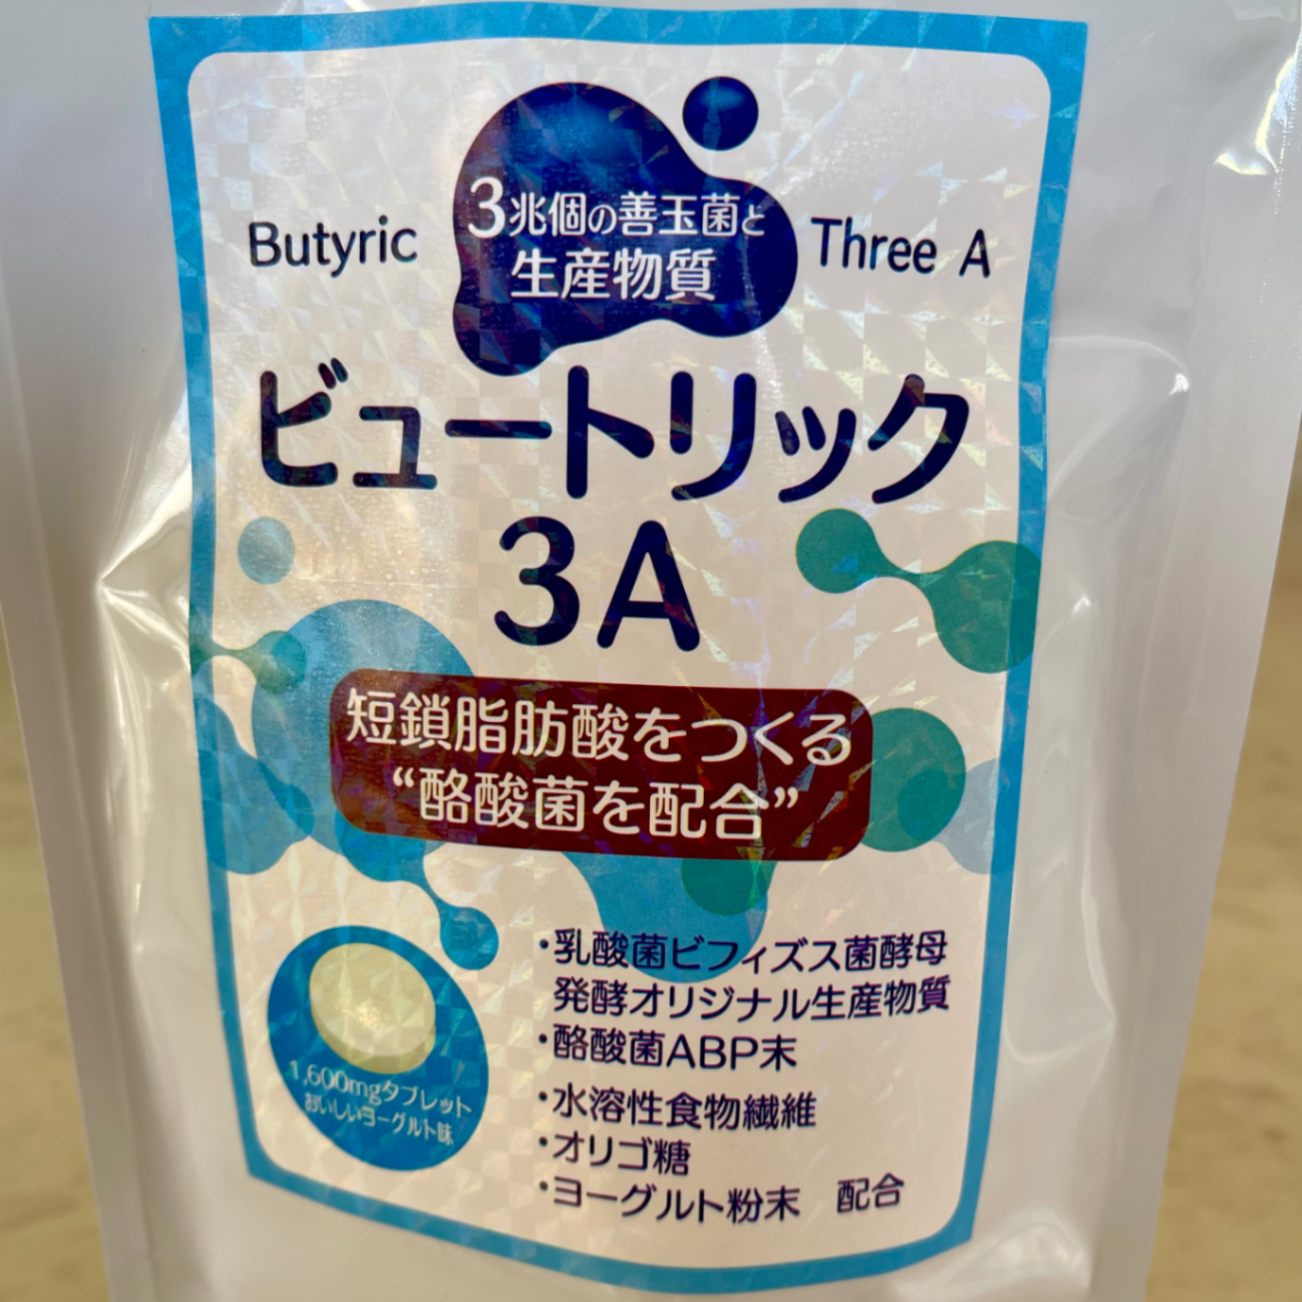 3兆個の善玉菌と
生産物質
Butyric
Three A
ビュートリック
3A
短鎖脂肪酸をつくる
“酪酸菌を配合”
・乳酸菌ビフィズス菌酵母
発酵オリジナル生産物質
・酪酸菌ABP末
・水溶性食物繊維
・オリゴ糖
・ヨーグルト粉末 配合
1,600mgタブレット
おいしいヨーグルト味